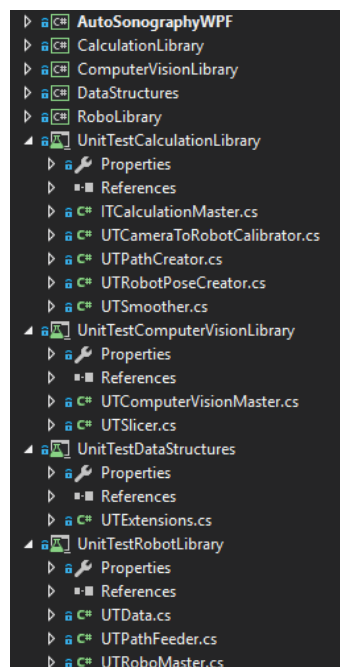 AutoSonographyWPF
CalculationLibrary
ComputerVisionLibrary
DataStructures
RoboLibrary
UnitTestCalculationLibrary
Properties
References
C# ITCalculationMaster.cs
C# UTCameraToRobotCalibrator.cs
C# UTPathCreator.cs
C# UTRobotPoseCreator.cs
C# UTSmoother.cs
UnitTestComputerVisionLibrary
Properties
References
C# UTComputerVisionMaster.cs
C# UTSlicer.cs
UnitTestDataStructures
Properties
References
C# UTExtensions.cs
UnitTestRobotLibrary
Properties
References
C# UTData.cs
C# UTPathFeeder.cs
C# UTRoboMaster.cs